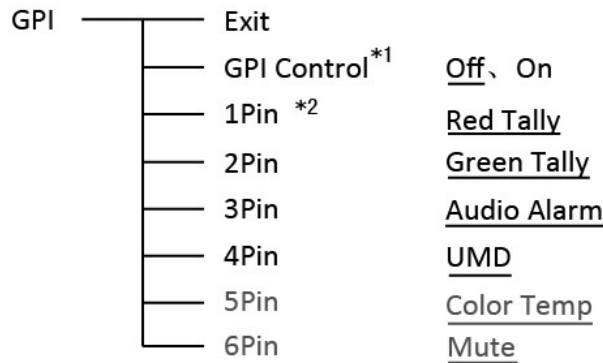 GPI Exit
GPI Control*1 Off、On
1Pin *2 Red Tally
2Pin Green Tally
3Pin Audio Alarm
4Pin UMD
5Pin Color Temp
6Pin Mute